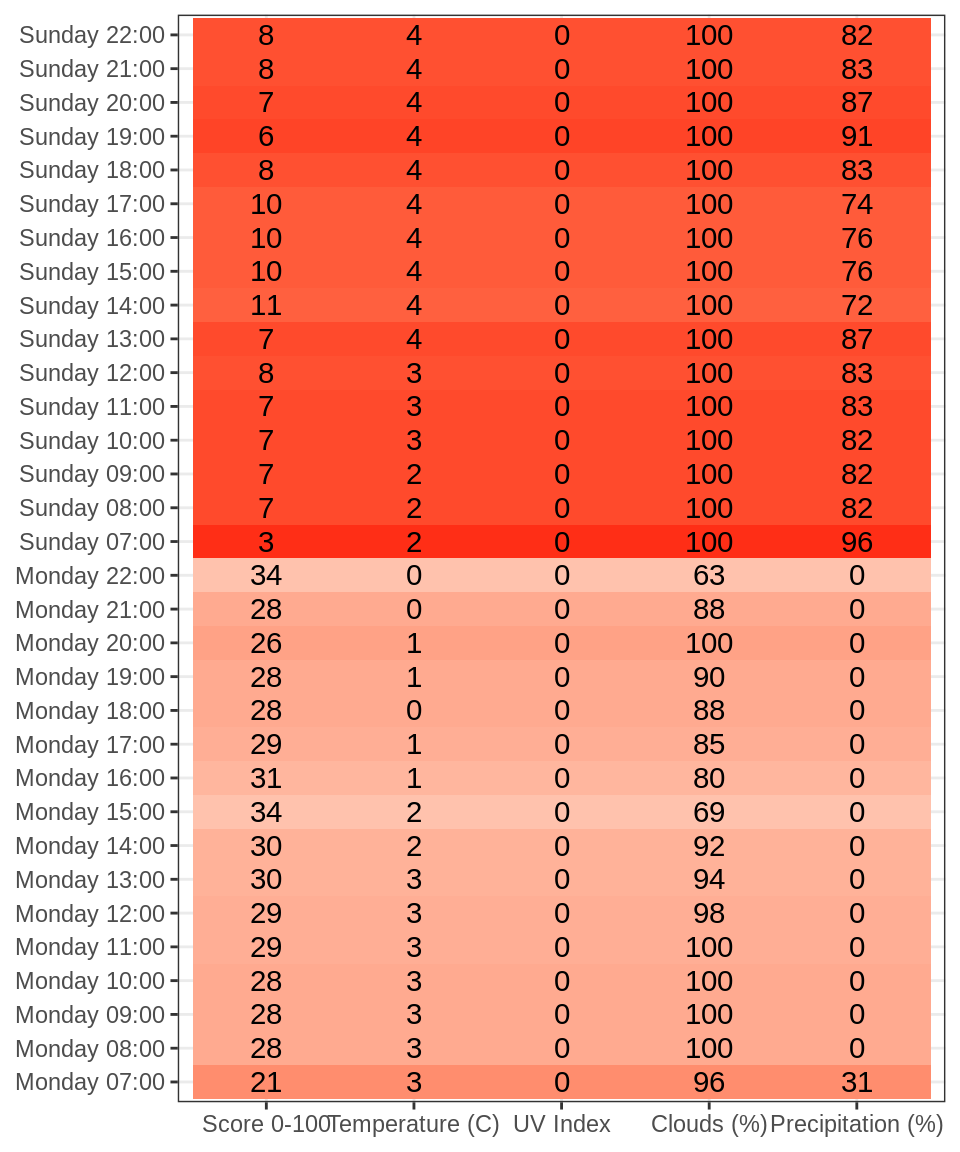 Sunday 22:00 8 4 0 100 82
Sunday 21:00 8 4 0 100 83
Sunday 20:00 7 4 0 100 87
Sunday 19:00 6 4 0 100 91
Sunday 18:00 8 4 0 100 83
Sunday 17:00 10 4 0 100 74
Sunday 16:00 10 4 0 100 76
Sunday 15:00 10 4 0 100 76
Sunday 14:00 11 4 0 100 72
Sunday 13:00 7 4 0 100 87
Sunday 12:00 8 3 0 100 83
Sunday 11:00 7 3 0 100 83
Sunday 10:00 7 3 0 100 82
Sunday 09:00 7 2 0 100 82
Sunday 08:00 7 2 0 100 82
Sunday 07:00 3 2 0 100 96
Monday 22:00 34 0 0 63 0
Monday 21:00 28 0 0 88 0
Monday 20:00 26 1 0 100 0
Monday 19:00 28 1 0 90 0
Monday 18:00 28 0 0 88 0
Monday 17:00 29 1 0 85 0
Monday 16:00 31 1 0 80 0
Monday 15:00 34 2 0 69 0
Monday 14:00 30 2 0 92 0
Monday 13:00 30 3 0 94 0
Monday 12:00 29 3 0 98 0
Monday 11:00 29 3 0 100 0
Monday 10:00 28 3 0 100 0
Monday 09:00 28 3 0 100 0
Monday 08:00 28 3 0 100 0
Monday 07:00 21 3 0 96 31
Score 0-100 Temperature (C) UV Index Clouds (%) Precipitation (%)